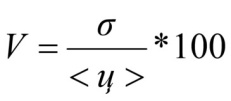 V = σ / < ц > * 100